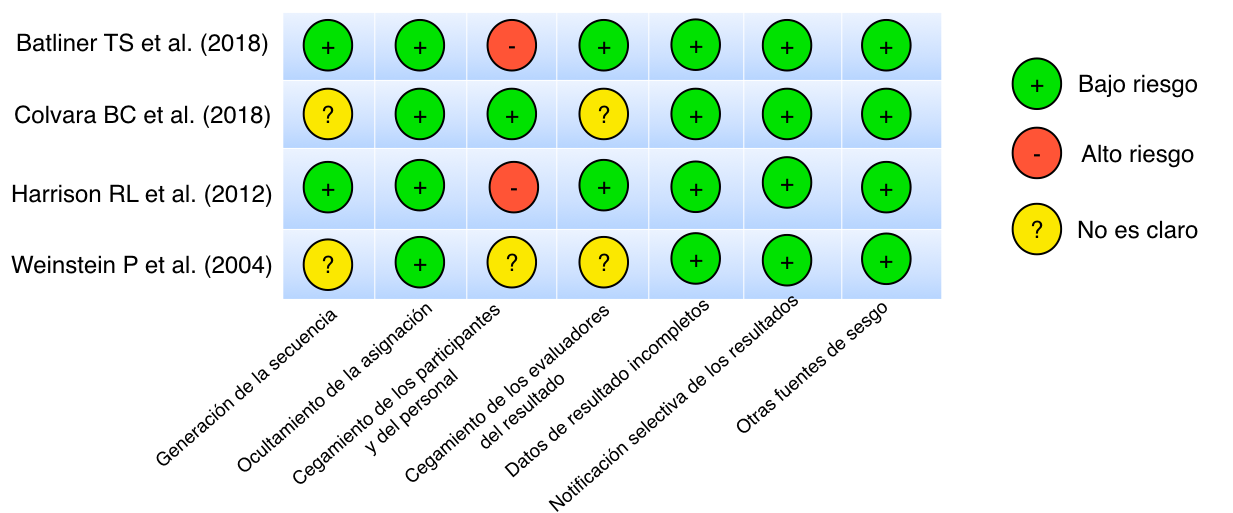 Batliner TS et al. (2018) + + - + + + +
Colvara BC et al. (2018) ? + + ? + + +
Harrison RL et al. (2012) + + - + + + +
Weinstein P et al. (2004) ? + ? ? + + +
Generación de la secuencia
Ocultamiento de la asignación
Cegamiento de los participantes
y del personal
Cegamiento de los evaluadores
del resultado
Datos de resultado incompletos
Notificación selectiva de los resultados
Otras fuentes de sesgo
+ Bajo riesgo
- Alto riesgo
? No es claro